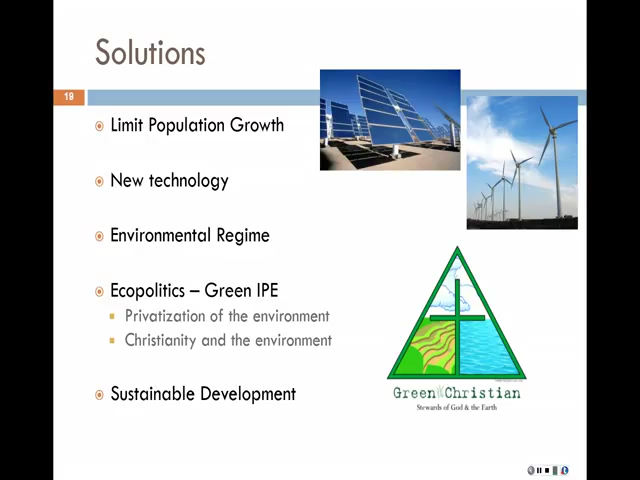 Solutions
19
Limit Population Growth
New technology
Environmental Regime
Ecopolitics – Green IPE
Privatization of the environment
Christianity and the environment
Sustainable Development
Green Christian
Stewards of God & the Earth